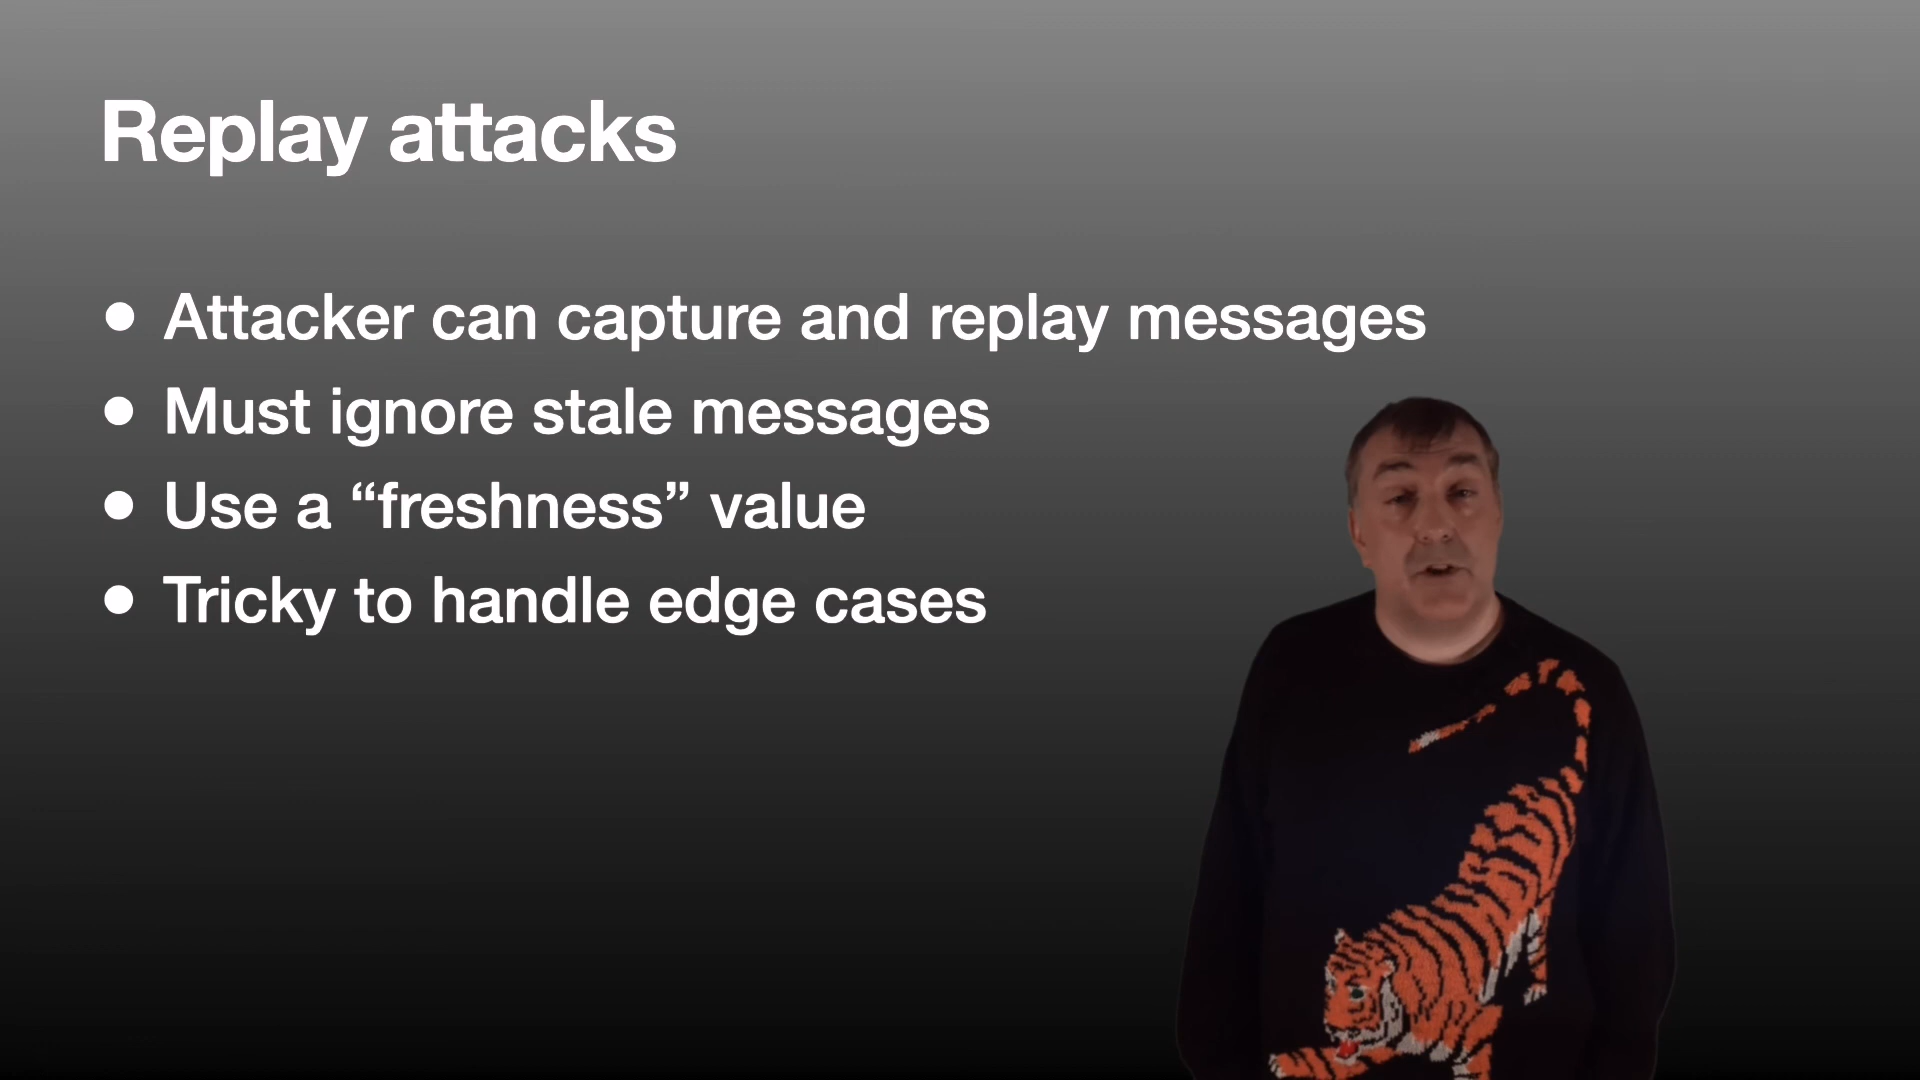 Replay attacks
● Attacker can capture and replay messages
● Must ignore stale messages
● Use a “freshness” value
● Tricky to handle edge cases